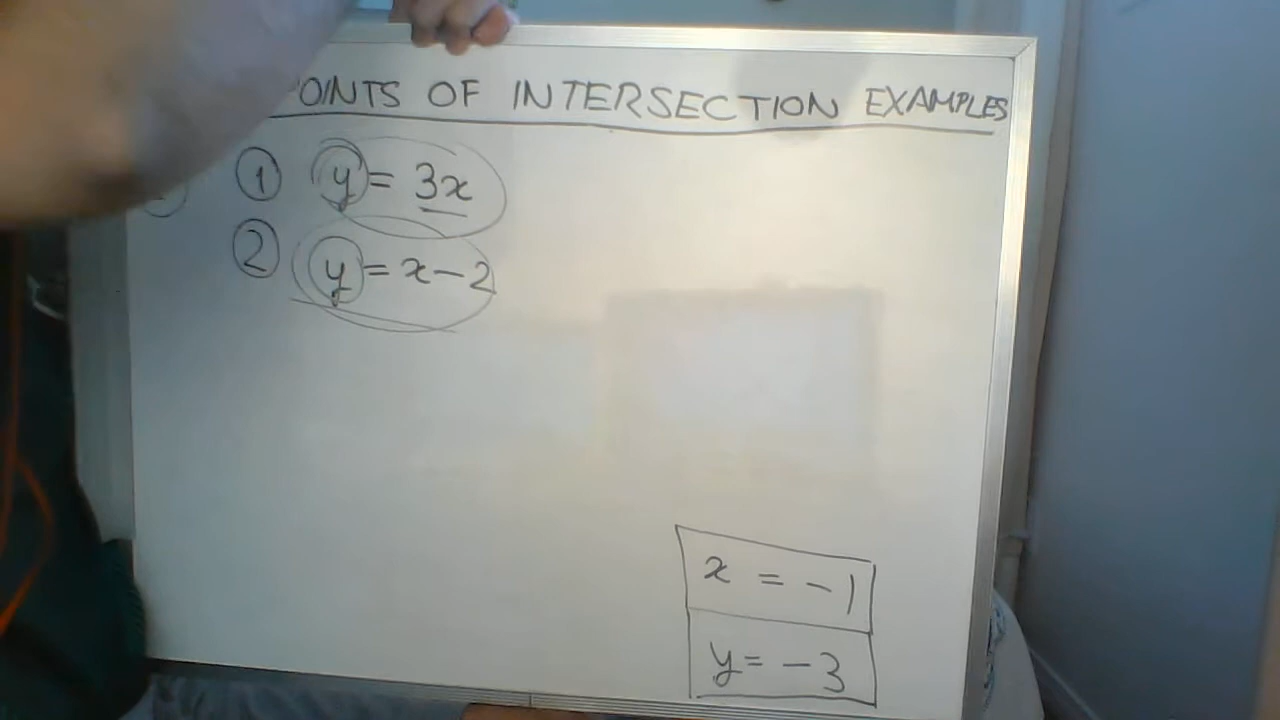 OINTS OF INTERSECTION EXAMPLES
① y = 3x
② y = x - 2
x = -1
y = -3